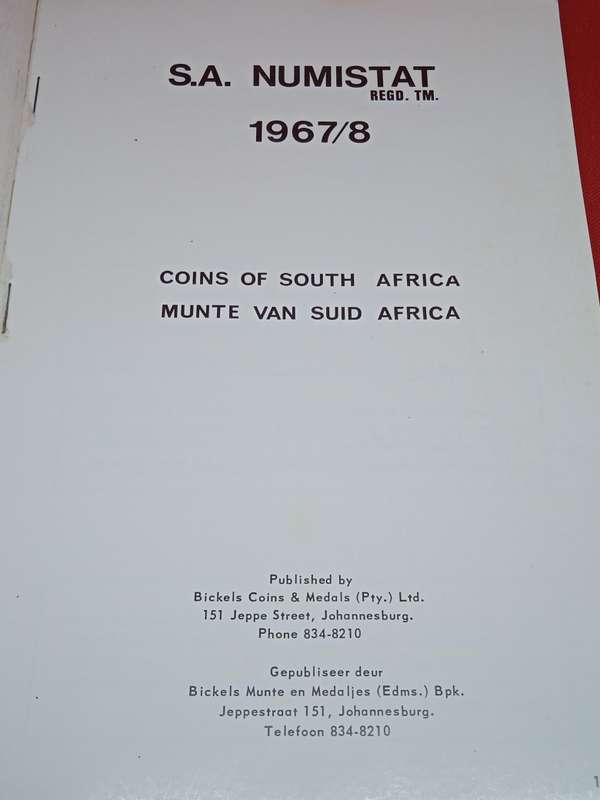 S.A. NUMISTAT
REGD. TM.
1967/8
COINS OF SOUTH AFRICA
MUNTE VAN SUID AFRICA
Published by
Bickels Coins & Medals (Pty.) Ltd.
151 Jeppe Street, Johannesburg.
Phone 834-8210
Gepubliseer deur
Bickels Munte en Medaljes (Edms.) Bpk.
Jeppestraat 151, Johannesburg.
Telefoon 834-8210
1